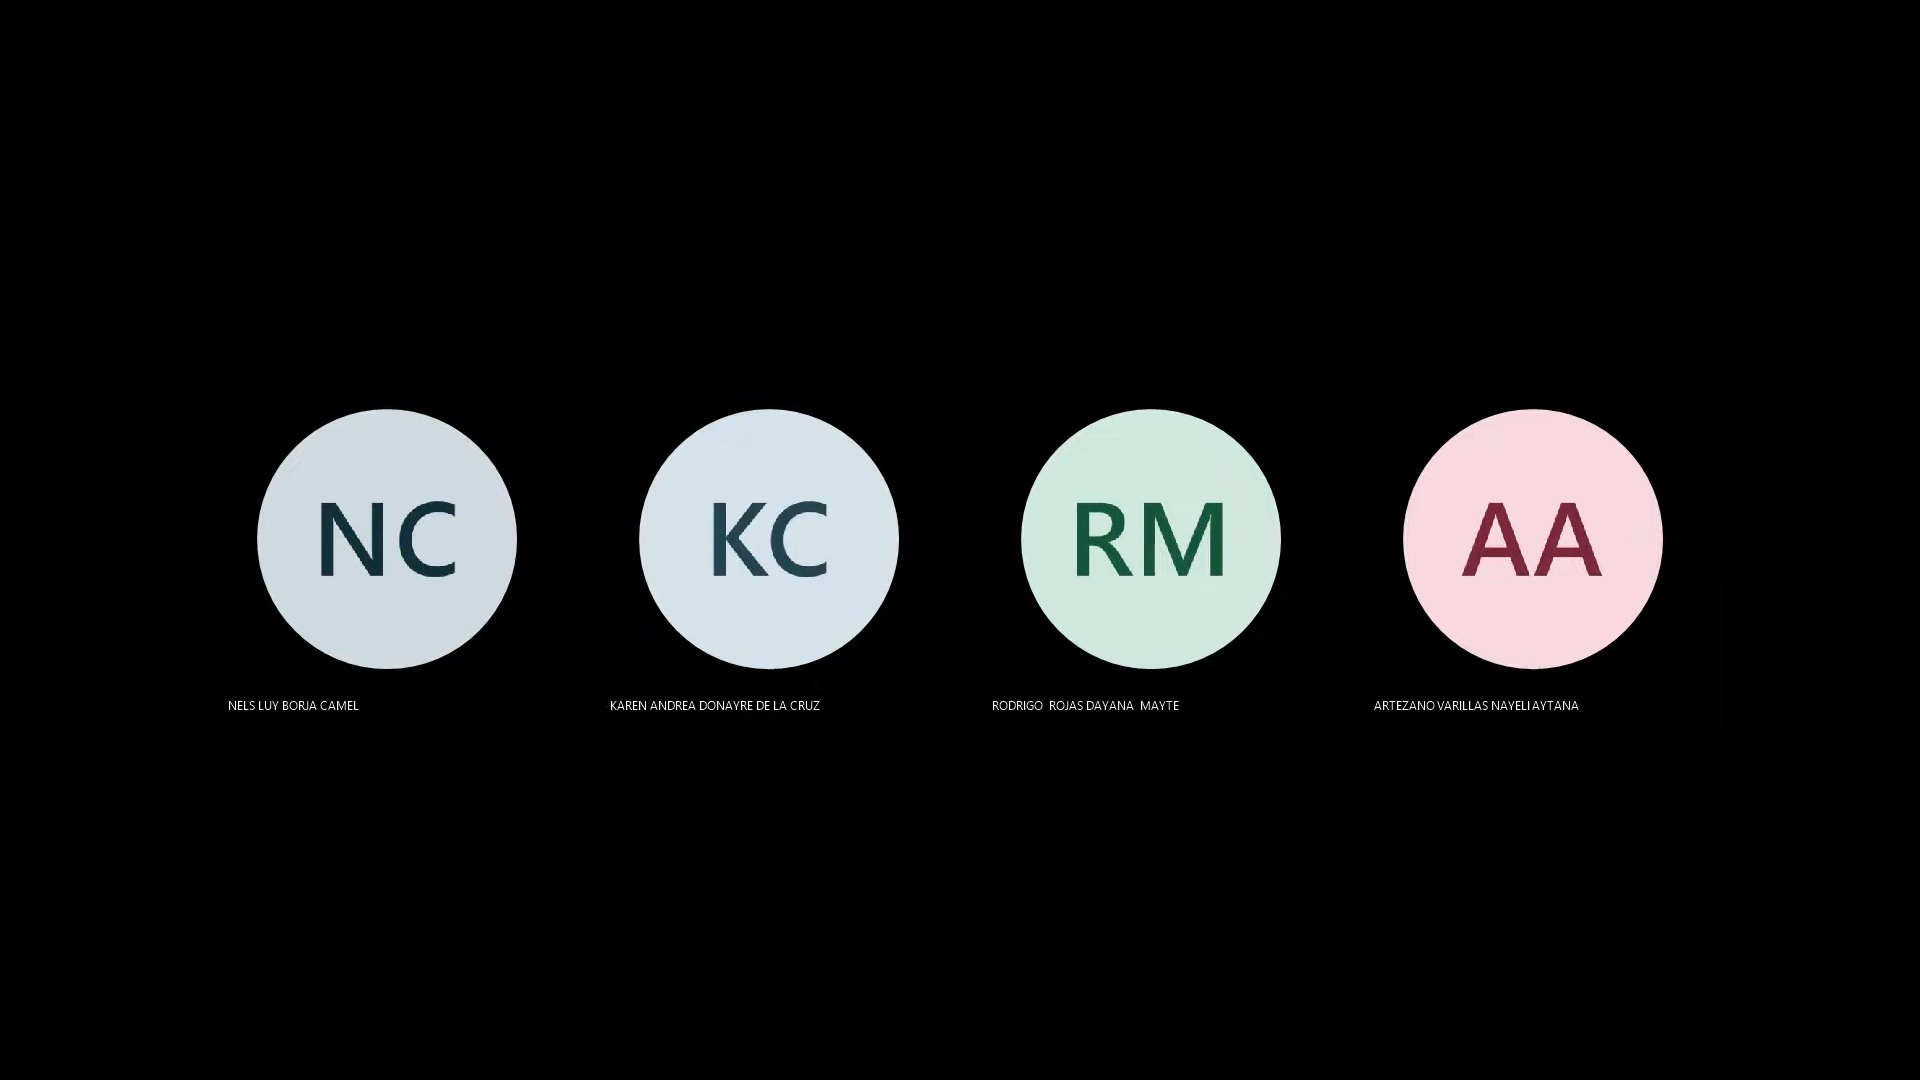 NC
KC
RM
AA
NELS LUY BORJA CAMEL
KAREN ANDREA DONAYRE DE LA CRUZ
RODRIGO ROJAS DAYANA MAYTE
ARTEZANO VARILLAS NAYELI AYTANA